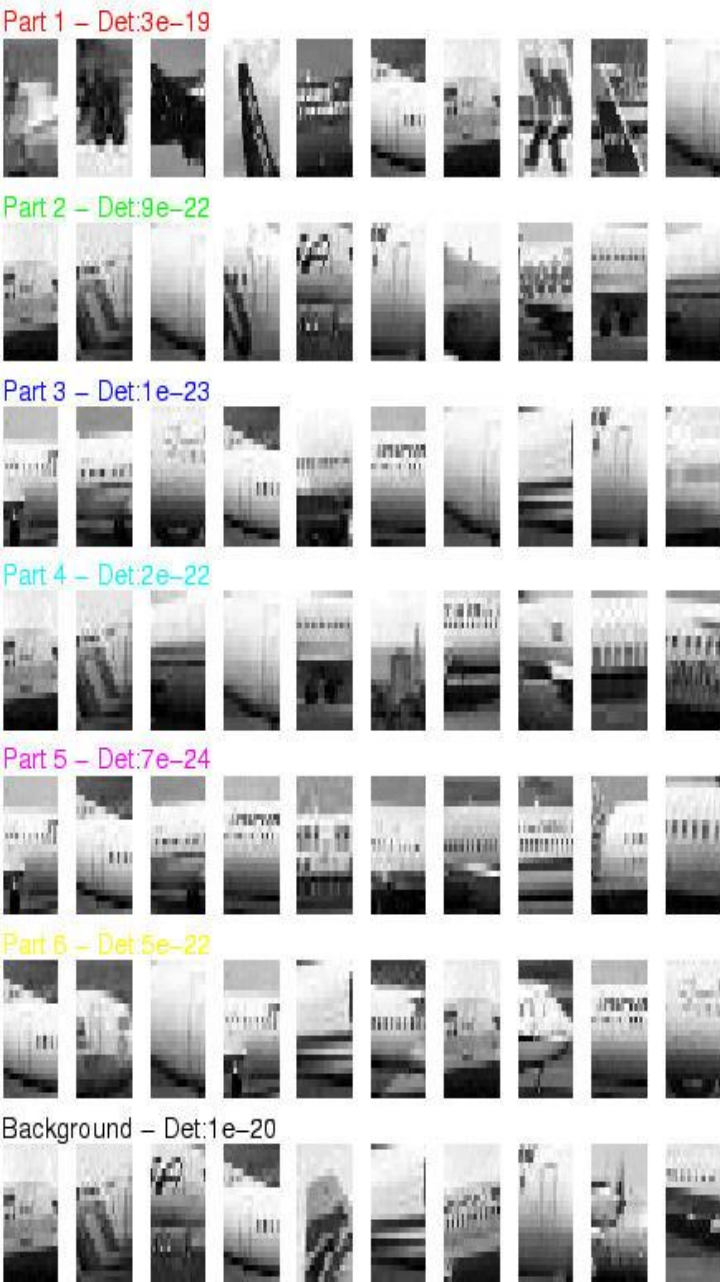 Part 1 – Det:3e–19
Part 2 – Det:9e–22
Part 3 – Det:1e–23
Part 4 – Det:2e–22
Part 5 – Det:7e–24
Part 6 – Det:5e–22
Background – Det:1e–20